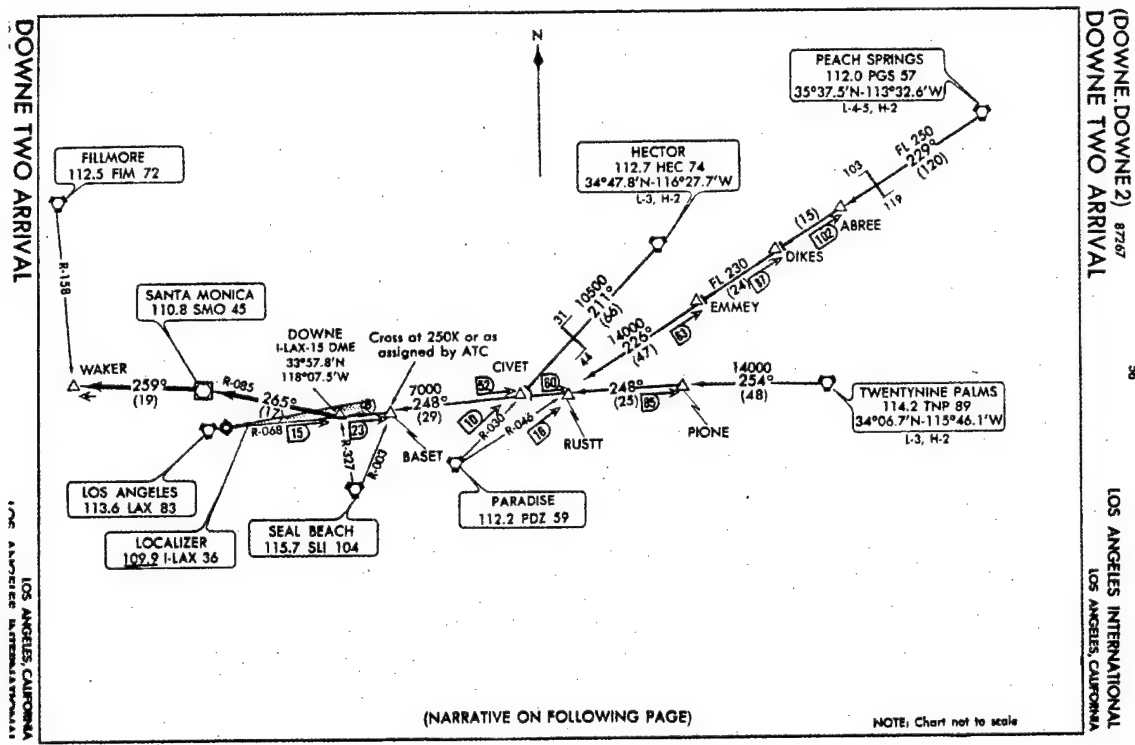 (DOWNE.DOWNE2) 87267
DOWNE TWO ARRIVAL
LOS ANGELES INTERNATIONAL
LOS ANGELES, CALIFORNIA
DOWNE TWO ARRIVAL
LOS ANGELES, CALIFORNIA
N
PEACH SPRINGS
112.0 PGS 57
35°37.5'N-113°32.6'W
L-4-5, H-2
FL 250
229°
(120)
103
119
ABREE
(15)
102
DIKES
FL 230
(24)
87
EMMEY
14000
226°
(47)
83
HECTOR
112.7 HEC 74
34°47.8'N-116°27.7'W
L-3, H-2
10500
211°
(66)
31
44
FILLMORE
112.5 FIM 72
R-158
SANTA MONICA
110.8 SMO 45
DOWNE
I-LAX-15 DME
33°57.8'N
118°07.5'W
Cross at 250K or as
assigned by ATC
CIVET
WAKER
259°
(19)
R-085
265°
(17)
(8)
R-068
15
23
7000
248°
(29)
52
60
248°
(25)
85
14000
254°
(48)
TWENTYNINE PALMS
114.2 TNP 89
34°06.7'N-115°46.1'W
L-3, H-2
PIONE
RUSTT
BASET
10
R-030
R-046
18
R-327
R-003
PARADISE
112.2 PDZ 59
LOS ANGELES
113.6 LAX 83
LOCALIZER
109.9 I-LAX 36
SEAL BEACH
115.7 SLI 104
(NARRATIVE ON FOLLOWING PAGE)
NOTE: Chart not to scale